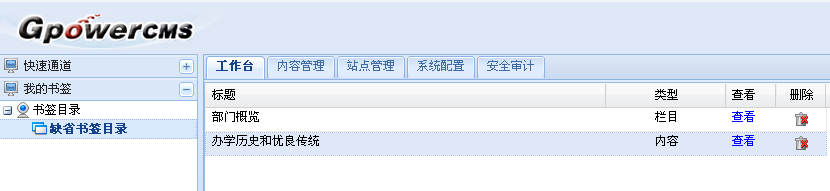 GpowerCMS
快速通道
我的书签
书签目录
缺省书签目录
工作台 内容管理 站点管理 系统配置 安全审计
标题 类型 查看 删除
部门概览 栏目 查看
办学历史和优良传统 内容 查看